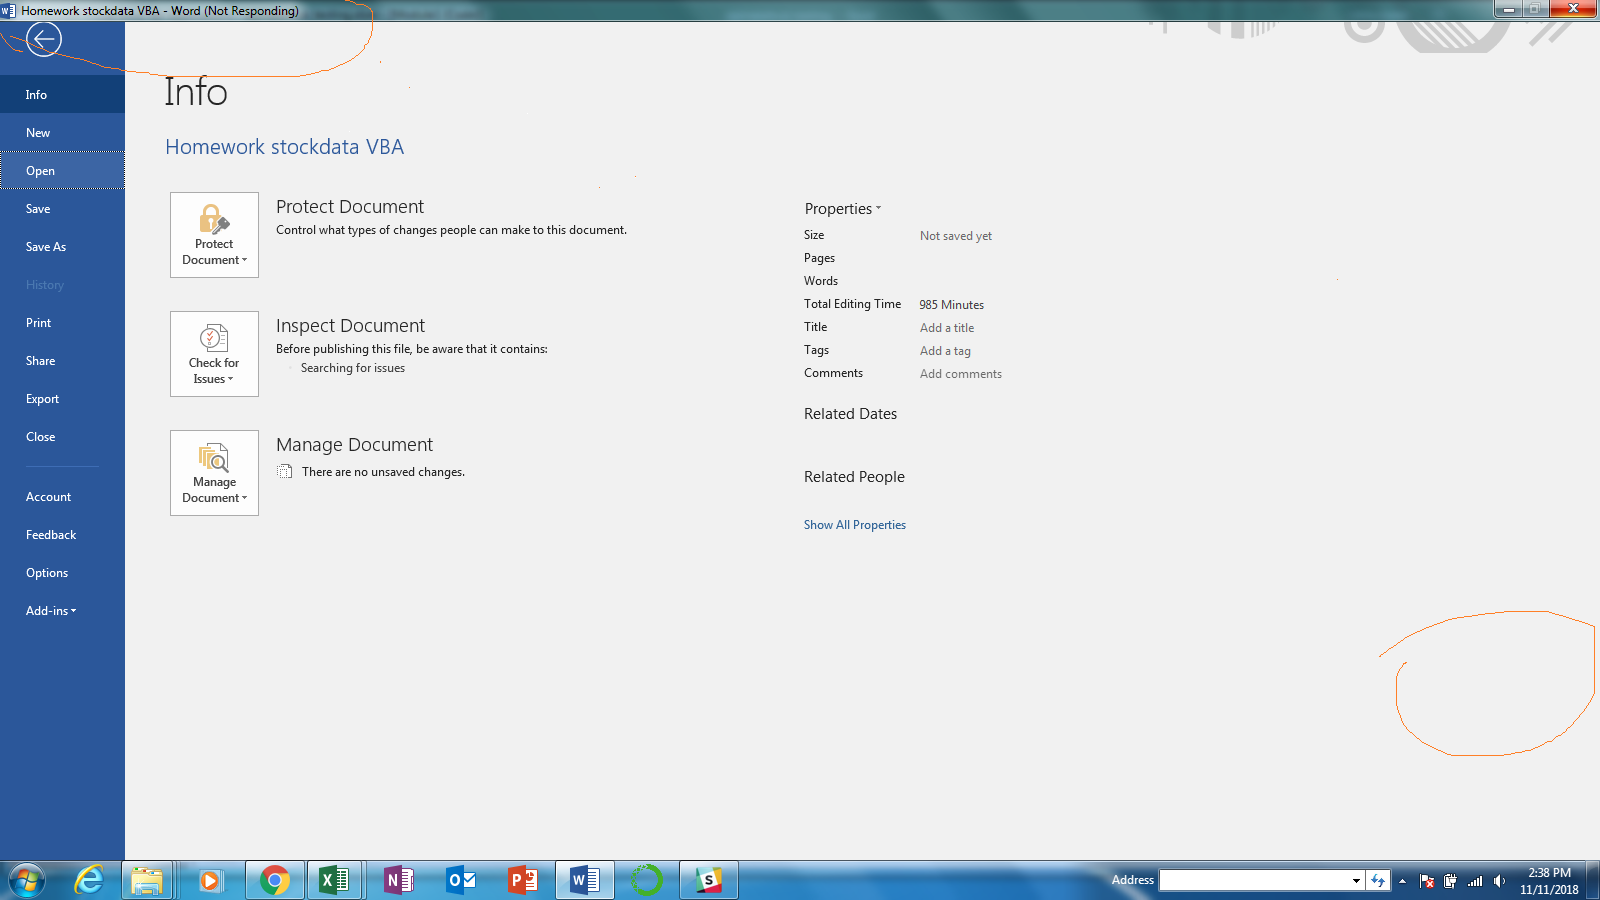 Homework stockdata VBA - Word (Not Responding)
Info
New
Open
Save
Save As
History
Print
Share
Export
Close
Account
Feedback
Options
Add-ins
Info
Homework stockdata VBA
Protect Document
Protect Document
Control what types of changes people can make to this document.
Check for Issues
Inspect Document
Before publishing this file, be aware that it contains:
Searching for issues
Manage Document
Manage Document
There are no unsaved changes.
Properties
Size Not saved yet
Pages
Words
Total Editing Time 985 Minutes
Title Add a title
Tags Add a tag
Comments Add comments
Related Dates
Related People
Show All Properties
Address
2:38 PM
11/11/2018